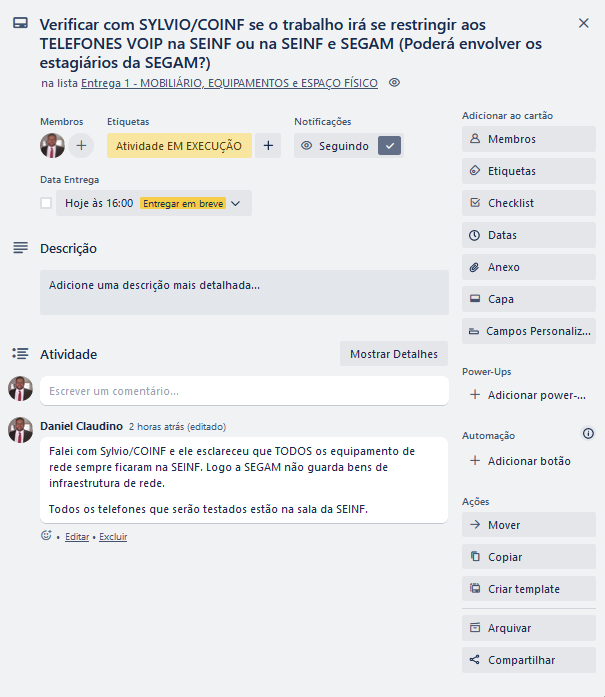 Verificar com SYLVIO/COINF se o trabalho irá se restringir aos
TELEFONES VOIP na SEINF ou na SEINF e SEGAM (Poderá envolver os
estagiários da SEGAM?)
na lista Entrega 1 - MOBILIÁRIO, EQUIPAMENTOS e ESPAÇO FÍSICO
Membros
Etiquetas
Notificações
Atividade EM EXECUÇÃO
Seguindo
Data Entrega
Hoje às 16:00 Entregar em breve
Descrição
Adicione uma descrição mais detalhada...
Atividade
Mostrar Detalhes
Escrever um comentário...
Daniel Claudino 2 horas atrás (editado)
Falei com Sylvio/COINF e ele esclareceu que TODOS os equipamento de
rede sempre ficaram na SEINF. Logo a SEGAM não guarda bens de
infraestrutura de rede.
Todos os telefones que serão testados estão na sala da SEINF.
• Editar • Excluir
Adicionar ao cartão
Membros
Etiquetas
Checklist
Datas
Anexo
Capa
Campos Personaliz...
Power-Ups
Adicionar power-...
Automação
Adicionar botão
Ações
Mover
Copiar
Criar template
Arquivar
Compartilhar